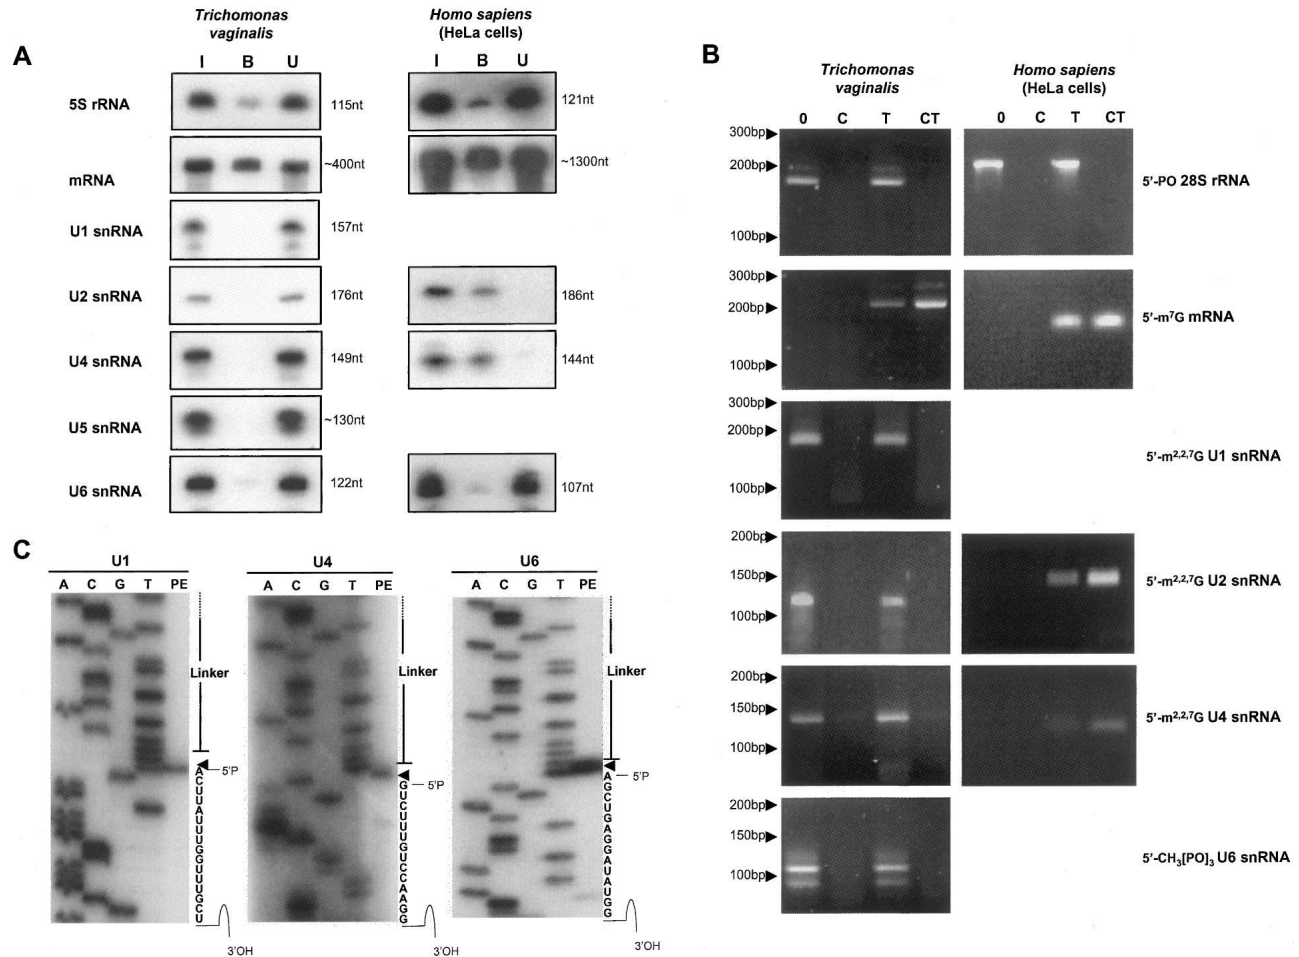 A
Trichomonas
vaginalis
Homo sapiens
(HeLa cells)
I B U
I B U
5S rRNA
115nt
121nt
mRNA
~400nt
~1300nt
U1 snRNA
157nt
U2 snRNA
176nt
186nt
U4 snRNA
149nt
144nt
U5 snRNA
~130nt
U6 snRNA
122nt
107nt
B
Trichomonas
vaginalis
Homo sapiens
(HeLa cells)
0 C T CT
0 C T CT
300bp
200bp
100bp
5'-PO 28S rRNA
300bp
200bp
100bp
5'-m7G mRNA
300bp
200bp
100bp
5'-m2,2,7G U1 snRNA
200bp
150bp
100bp
5'-m2,2,7G U2 snRNA
200bp
150bp
100bp
5'-m2,2,7G U4 snRNA
200bp
150bp
100bp
5'-CH3[PO]3 U6 snRNA
C
U1
A C G T PE
Linker
5'P
ACUUAUUUGGUUUGCU
3'OH
U4
A C G T PE
Linker
5'P
GUCUUUGUCCAAGG
3'OH
U6
A C G T PE
Linker
5'P
AGCUGAGGAUAUGG
3'OH